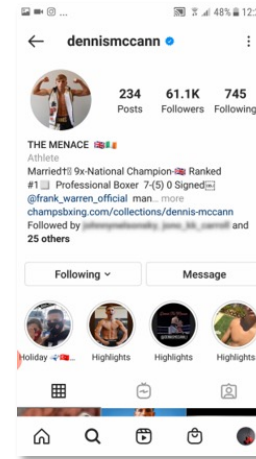 48% 12:
dennismccann
234 61.1K 745
Posts Followers Following
THE MENACE 🇬🇧🇮🇪
Athlete
Married 9x-National Champion-🇬🇧 Ranked
#1 Professional Boxer 7-(5) 0 Signed
@frank_warren_official man... more
champsbxing.com/collections/dennis-mccann
Followed by and
25 others
Following Message
Holiday Highlights Highlights Highlights